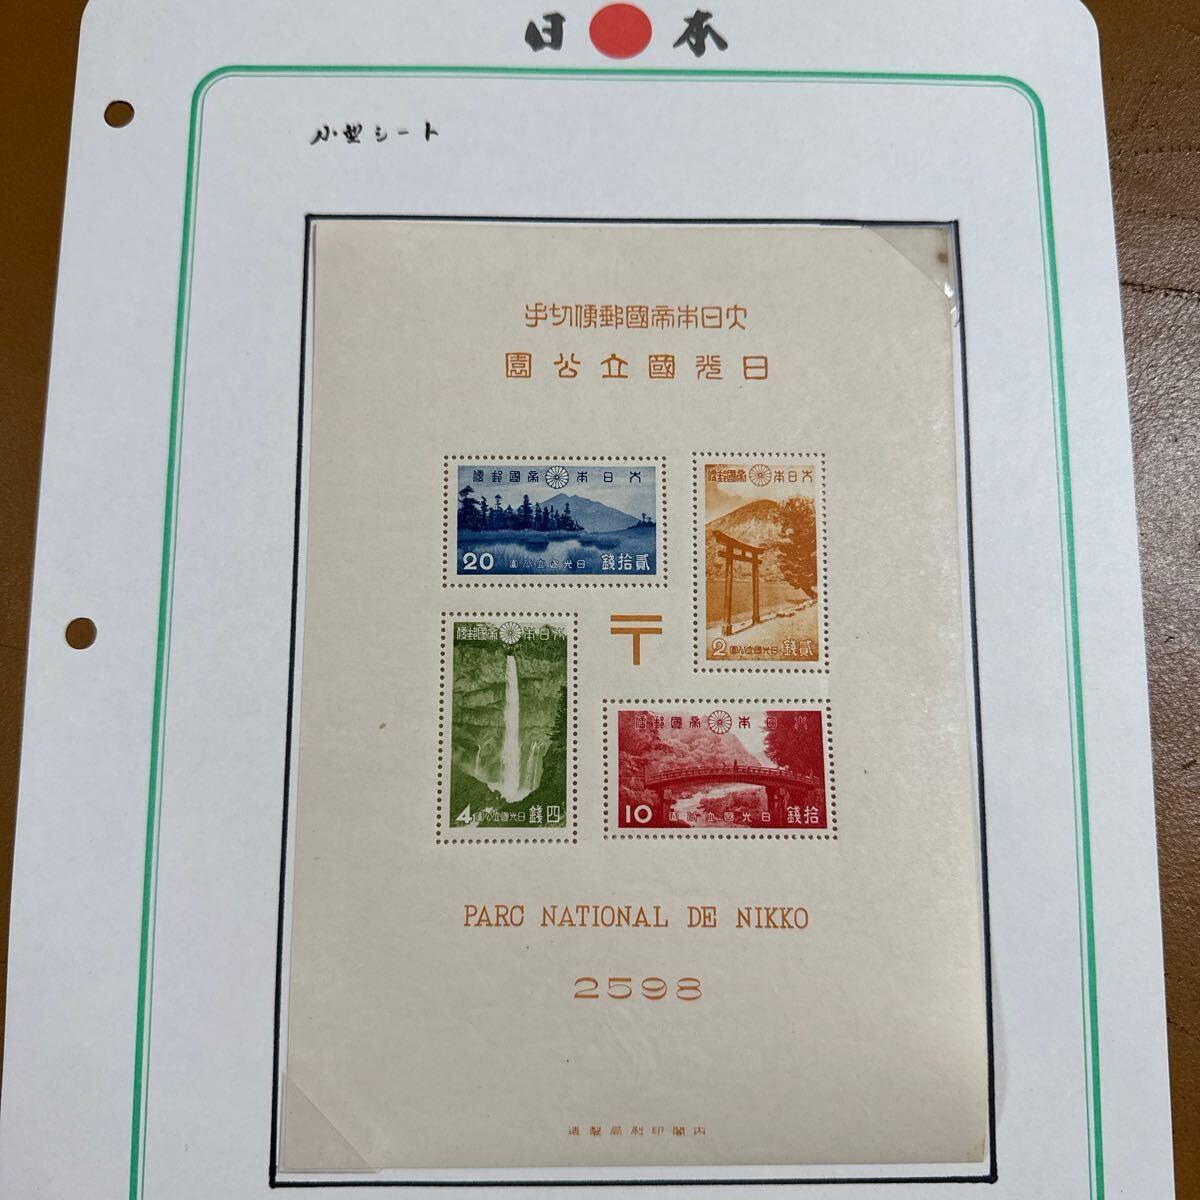 日本
小型シート
大日本帝國郵便切手
日光國立公園
大日本帝國郵便
20 日光國立公園 貳拾錢
大日本帝國郵便
2 日光國立公園 貳錢
大日本帝國郵便
4 日光國立公園 四錢
〒
大日本帝國郵便
10 日光國立公園 拾錢
PARC NATIONAL DE NIKKO
2598
内閣印刷局製造